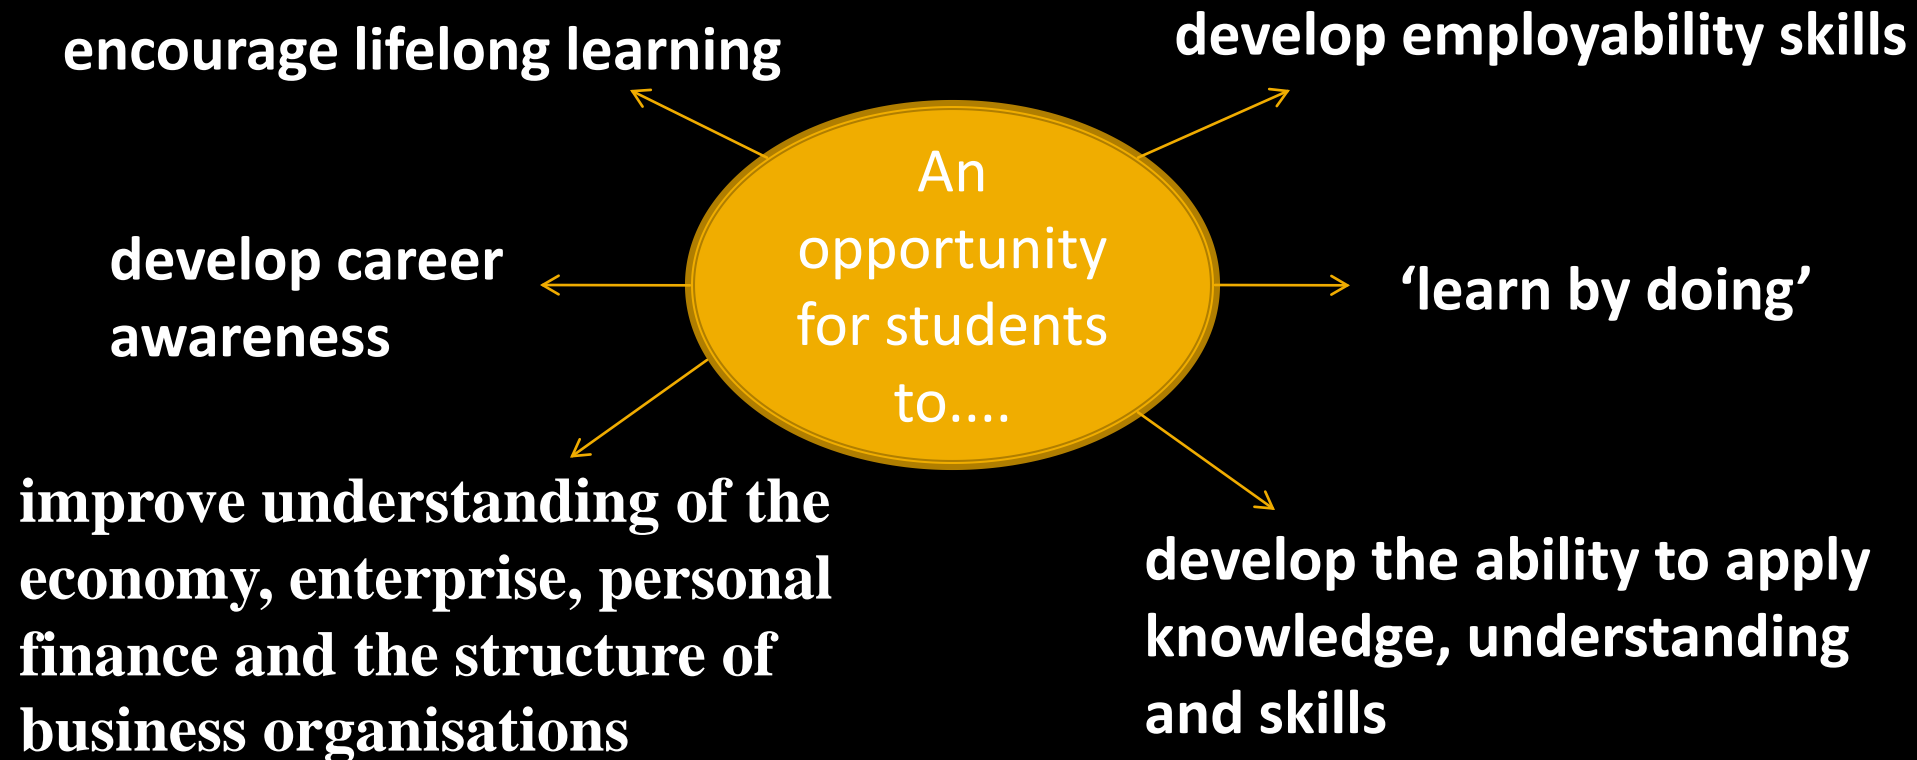 encourage lifelong learning
develop employability skills
An
opportunity
for students
to....
develop career
awareness
‘learn by doing’
improve understanding of the
economy, enterprise, personal
finance and the structure of
business organisations
develop the ability to apply
knowledge, understanding
and skills